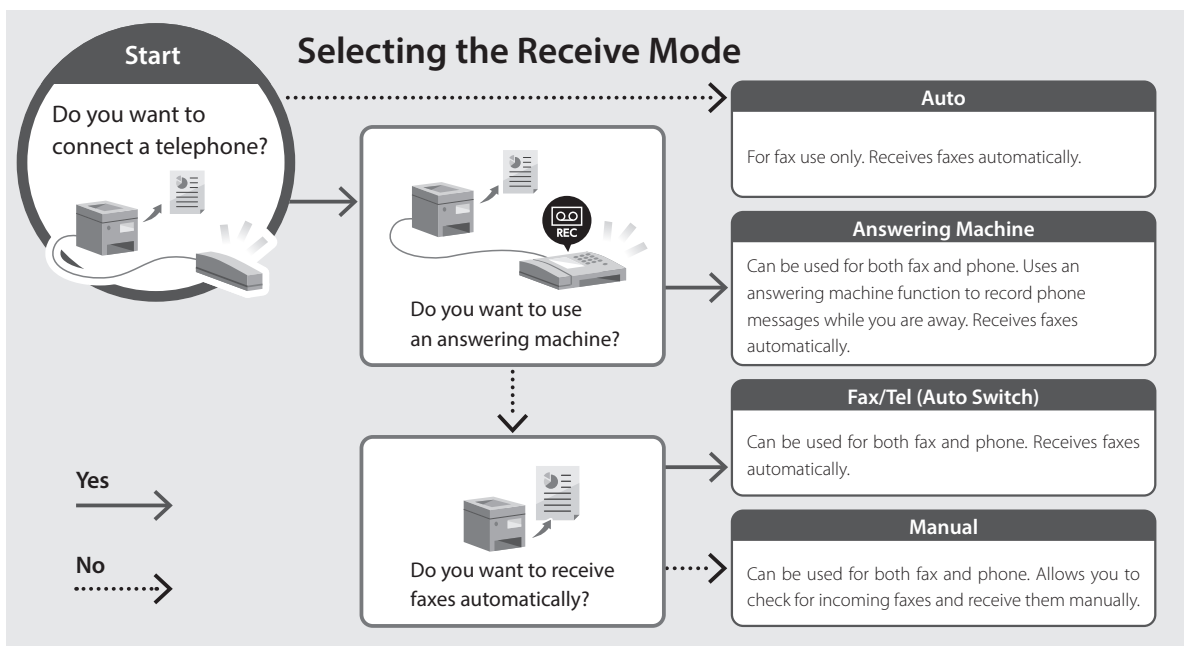 Start
Selecting the Receive Mode
Do you want to
connect a telephone?
Auto
For fax use only. Receives faxes automatically.
REC
Do you want to use
an answering machine?
Answering Machine
Can be used for both fax and phone. Uses an
answering machine function to record phone
messages while you are away. Receives faxes
automatically.
Fax/Tel (Auto Switch)
Can be used for both fax and phone. Receives faxes
automatically.
Yes
No
Do you want to receive
faxes automatically?
Manual
Can be used for both fax and phone. Allows you to
check for incoming faxes and receive them manually.